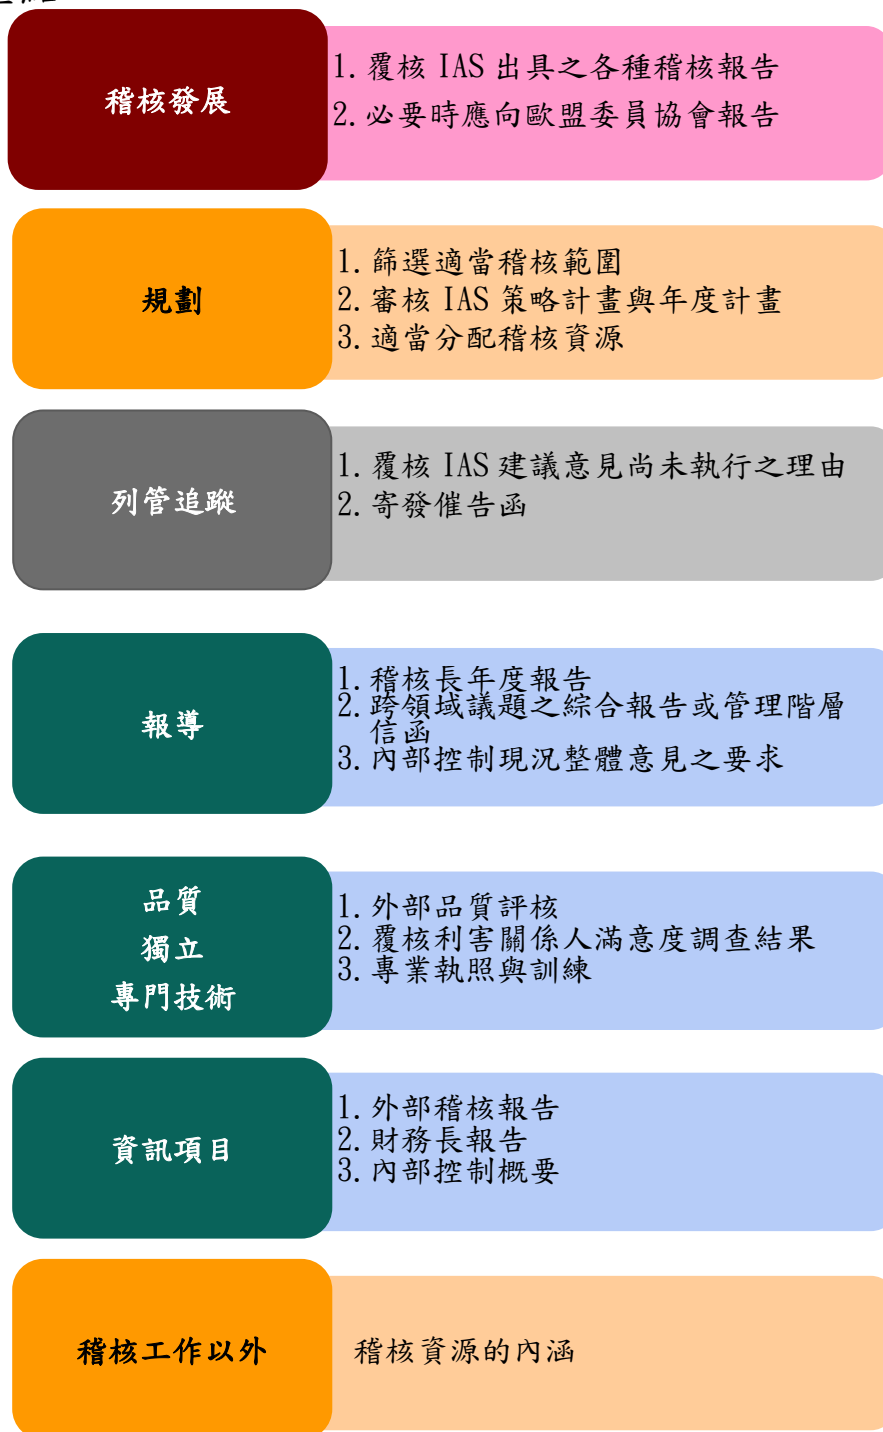 稽核發展
1. 覆核 IAS 出具之各種稽核報告
2. 必要時應向歐盟委員協會報告
規劃
1. 篩選適當稽核範圍
2. 審核 IAS 策略計畫與年度計畫
3. 適當分配稽核資源
列管追蹤
1. 覆核 IAS 建議意見尚未執行之理由
2. 寄發催告函
報導
1. 稽核長年度報告
2. 跨領域議題之綜合報告或管理階層
信函
3. 內部控制現況整體意見之要求
品質
獨立
專門技術
1. 外部品質評核
2. 覆核利害關係人滿意度調查結果
3. 專業執照與訓練
資訊項目
1. 外部稽核報告
2. 財務長報告
3. 內部控制概要
稽核工作以外
稽核資源的內涵